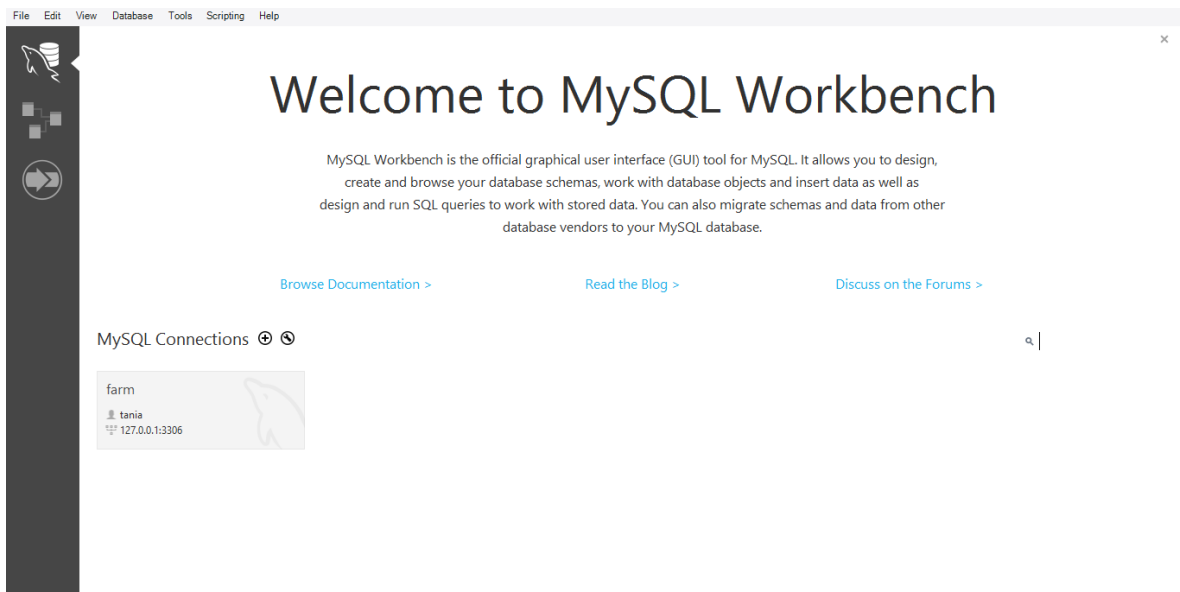 File Edit View Database Tools Scripting Help
Welcome to MySQL Workbench
MySQL Workbench is the official graphical user interface (GUI) tool for MySQL. It allows you to design,
create and browse your database schemas, work with database objects and insert data as well as
design and run SQL queries to work with stored data. You can also migrate schemas and data from other
database vendors to your MySQL database.
Browse Documentation > Read the Blog > Discuss on the Forums >
MySQL Connections
farm
tania
127.0.0.1:3306